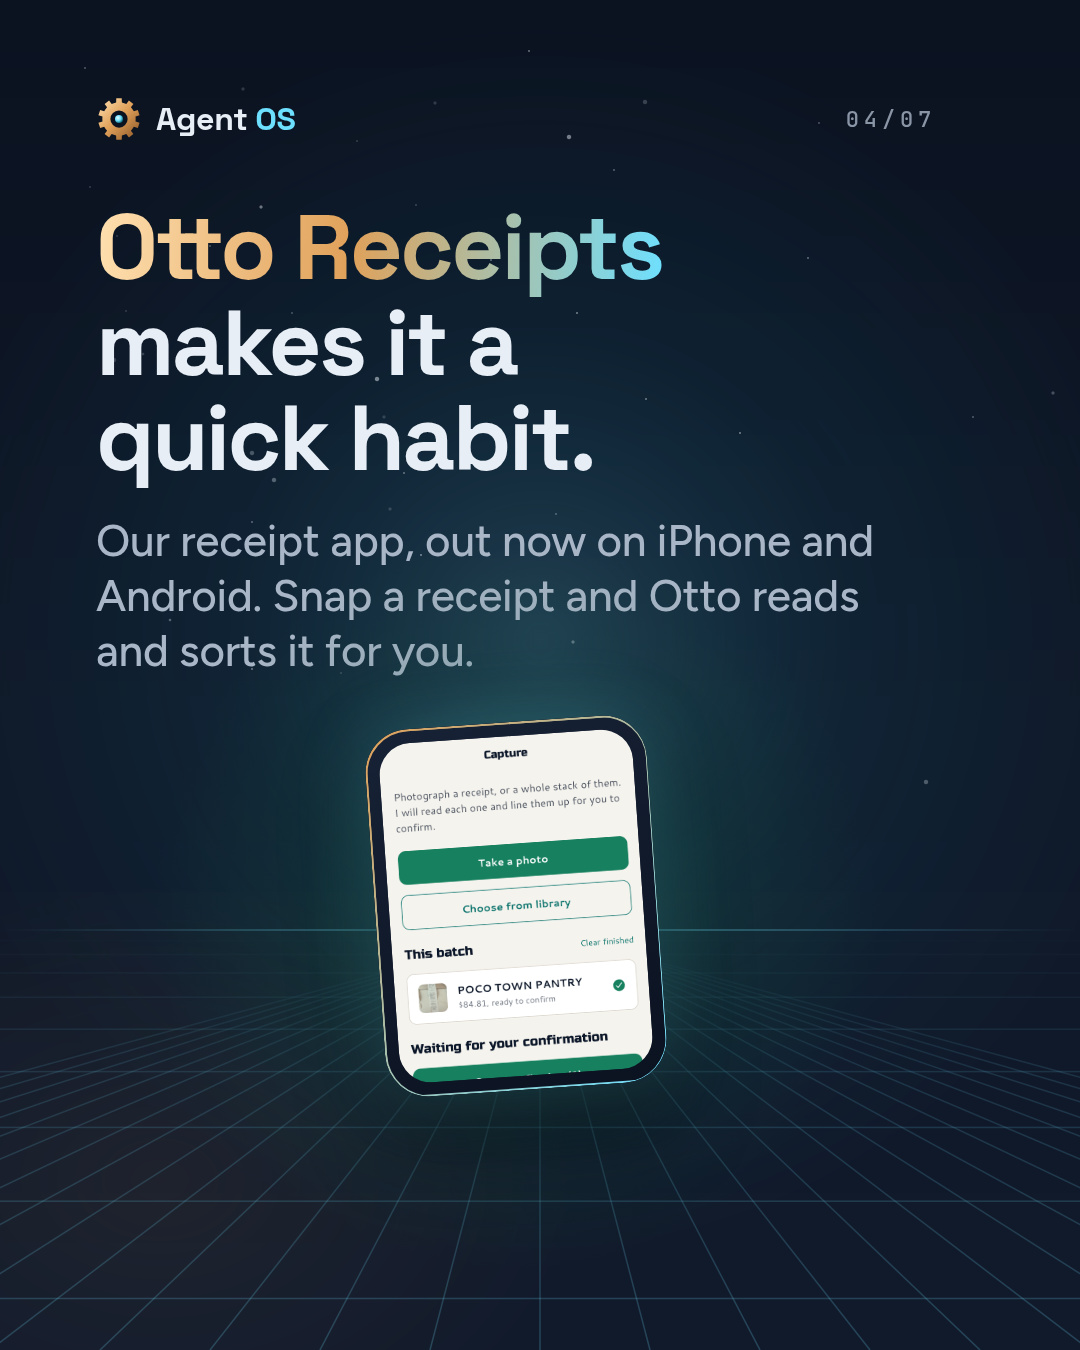 Agent OS
04/07
Otto Receipts
makes it a
quick habit.
Our receipt app, out now on iPhone and
Android. Snap a receipt and Otto reads
and sorts it for you.
Capture
Photograph a receipt, or a whole stack of them.
I will read each one and line them up for you to
confirm.
Take a photo
Choose from library
This batch
Clear finished
POCO TOWN PANTRY
$84.81, ready to confirm
Waiting for your confirmation